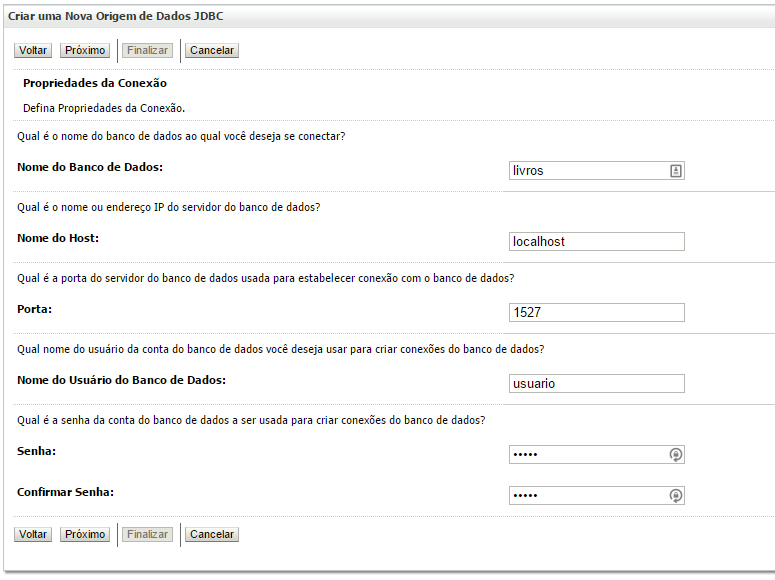 Criar uma Nova Origem de Dados JDBC
Voltar Próximo Finalizar Cancelar
Propriedades da Conexão
Defina Propriedades da Conexão.
Qual é o nome do banco de dados ao qual você deseja se conectar?
Nome do Banco de Dados: livros
Qual é o nome ou endereço IP do servidor do banco de dados?
Nome do Host: localhost
Qual é a porta do servidor do banco de dados usada para estabelecer conexão com o banco de dados?
Porta: 1527
Qual nome do usuário da conta do banco de dados você deseja usar para criar conexões do banco de dados?
Nome do Usuário do Banco de Dados: usuario
Qual é a senha da conta do banco de dados a ser usada para criar conexões do banco de dados?
Senha: •••••
Confirmar Senha: •••••
Voltar Próximo Finalizar Cancelar